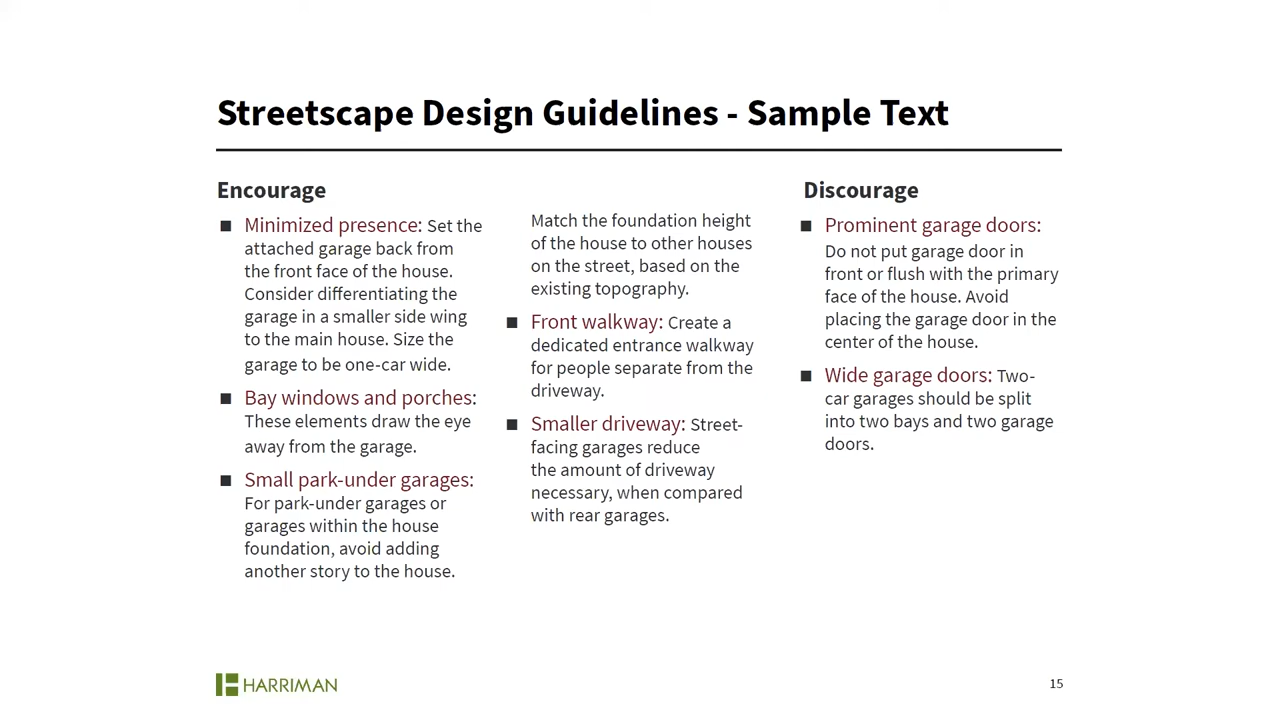 Streetscape Design Guidelines - Sample Text
Encourage
■ Minimized presence: Set the
attached garage back from
the front face of the house.
Consider differentiating the
garage in a smaller side wing
to the main house. Size the
garage to be one-car wide.
■ Bay windows and porches:
These elements draw the eye
away from the garage.
■ Small park-under garages:
For park-under garages or
garages within the house
foundation, avoid adding
another story to the house.
Match the foundation height
of the house to other houses
on the street, based on the
existing topography.
■ Front walkway: Create a
dedicated entrance walkway
for people separate from the
driveway.
■ Smaller driveway: Street-
facing garages reduce
the amount of driveway
necessary, when compared
with rear garages.
Discourage
■ Prominent garage doors:
Do not put garage door in
front or flush with the primary
face of the house. Avoid
placing the garage door in the
center of the house.
■ Wide garage doors: Two-
car garages should be split
into two bays and two garage
doors.
HARRIMAN
15